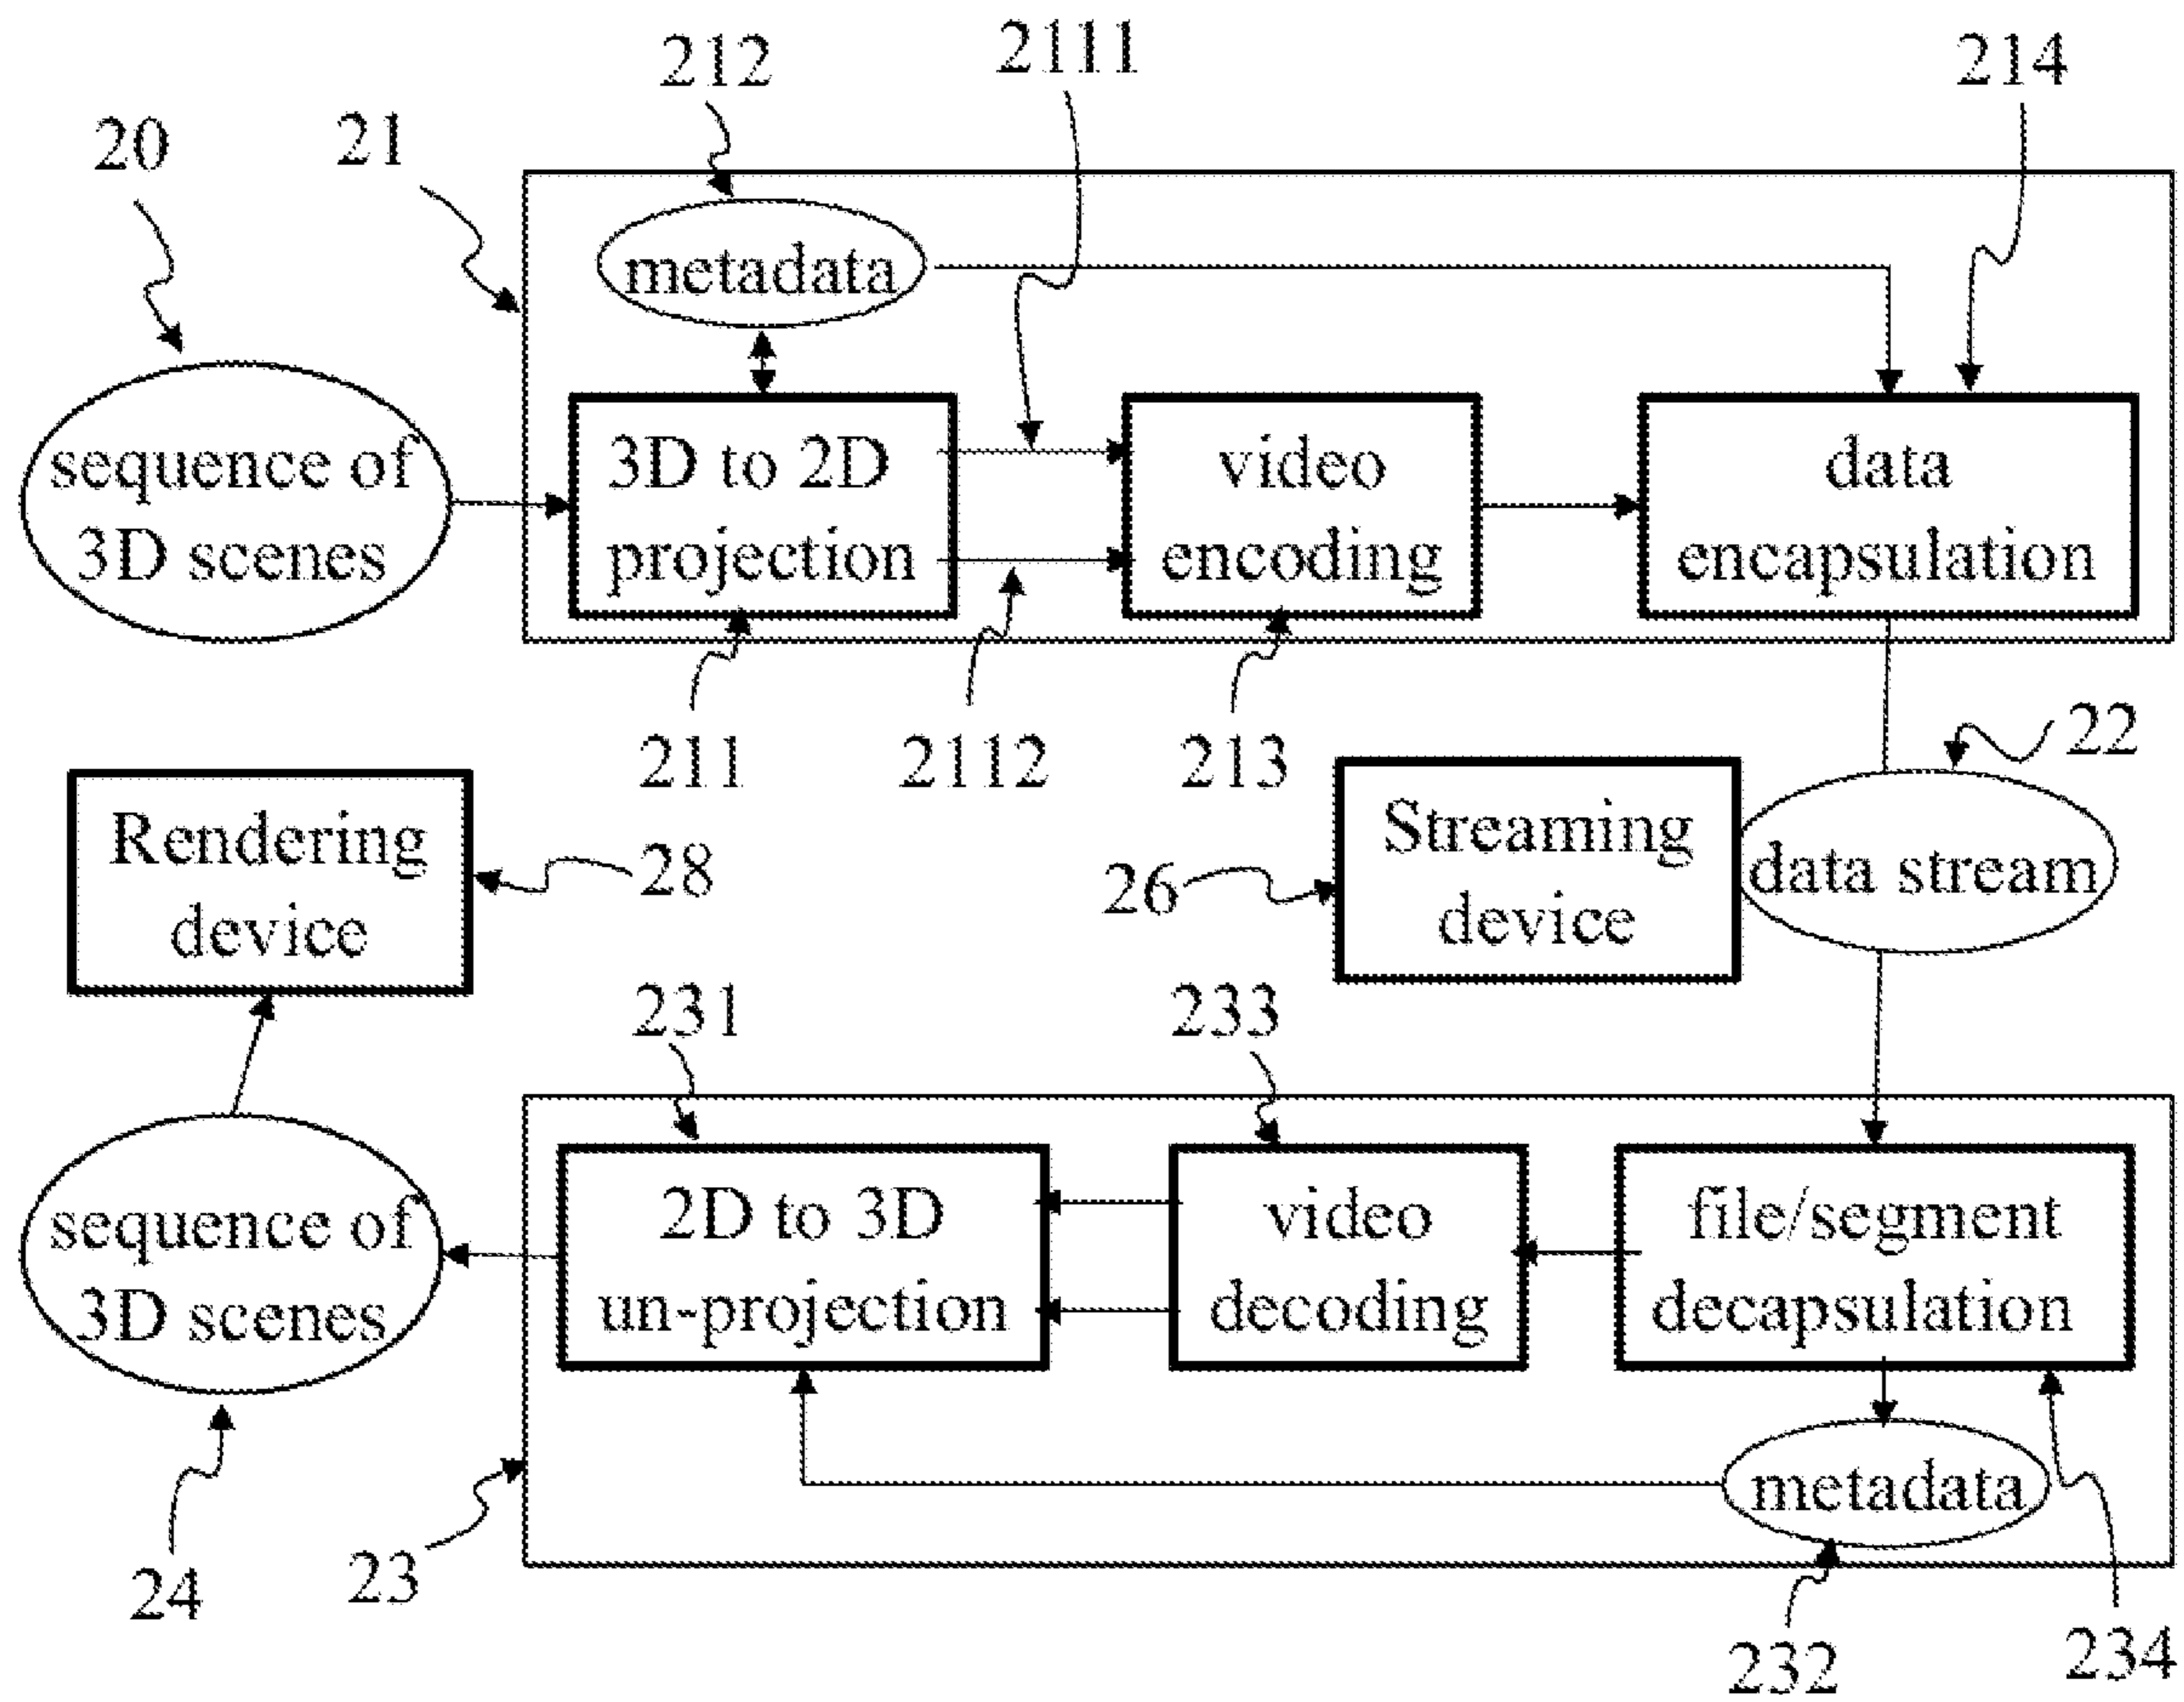 2111
212
214
20
21
metadata
sequence of
3D scenes
3D to 2D
projection
video
encoding
data
encapsulation
211
2112
213
22
Rendering
device
28
26
Streaming
device
data stream
231
233
sequence of
3D scenes
2D to 3D
un-projection
video
decoding
file/segment
decapsulation
metadata
24
23
232
234